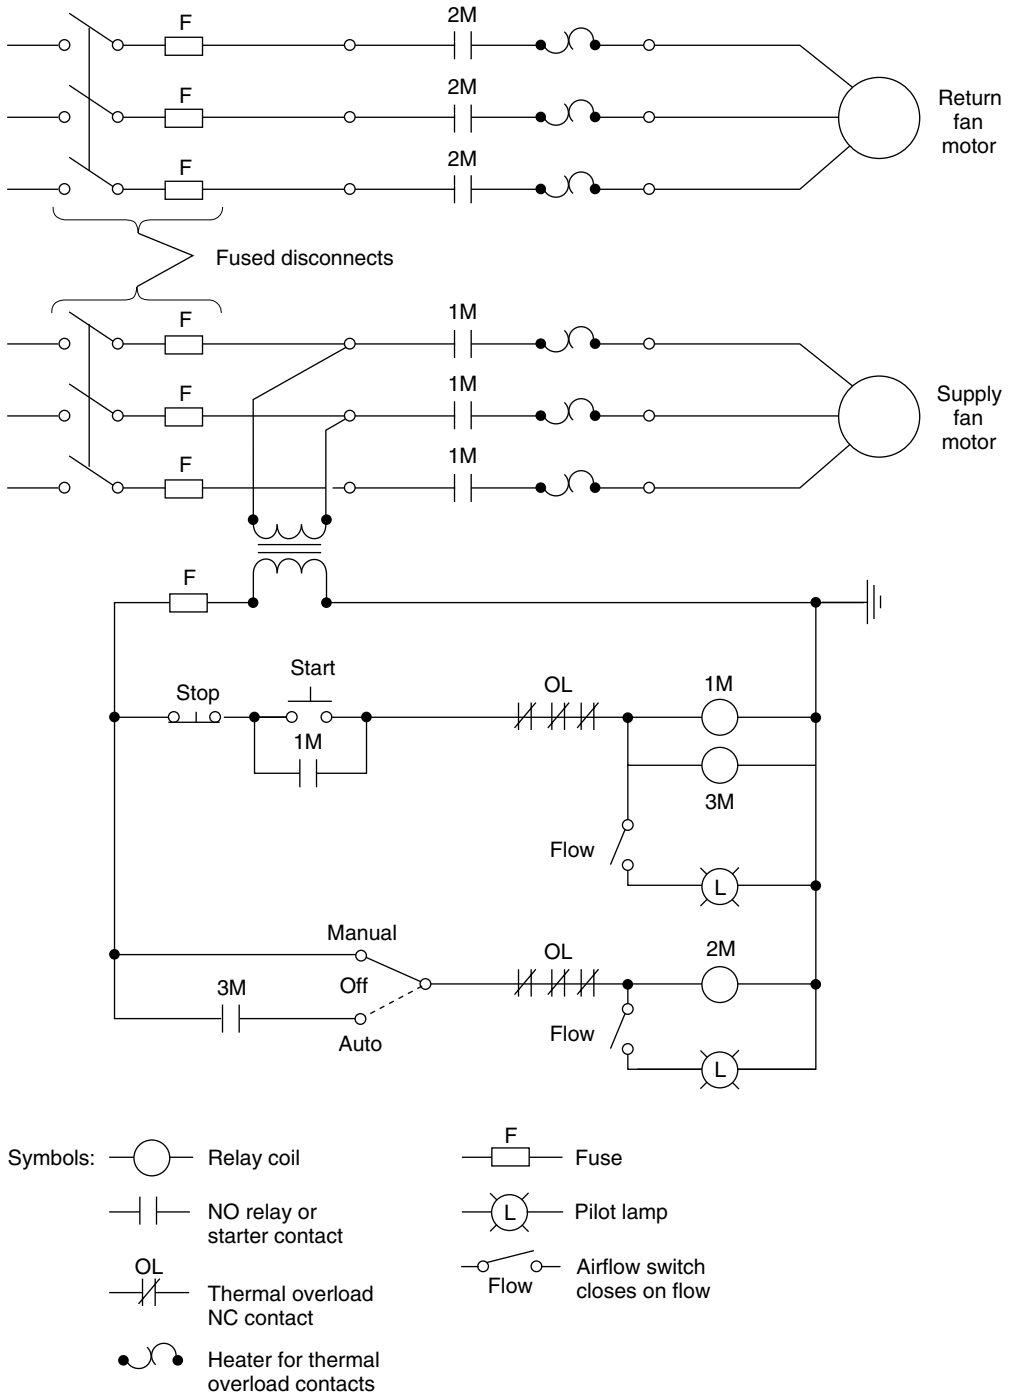 F
2M
F
2M
Return
fan
motor
F
2M
Fused disconnects
F
1M
F
1M
Supply
fan
motor
F
1M
F
Start
Stop
OL
1M
1M
3M
Flow
L
Manual
OL
2M
3M
Off
Flow
Auto
L
Symbols:
Relay coil
F
Fuse
NO relay or
starter contact
L
Pilot lamp
OL
Thermal overload
NC contact
Flow
Airflow switch
closes on flow
Heater for thermal
overload contacts